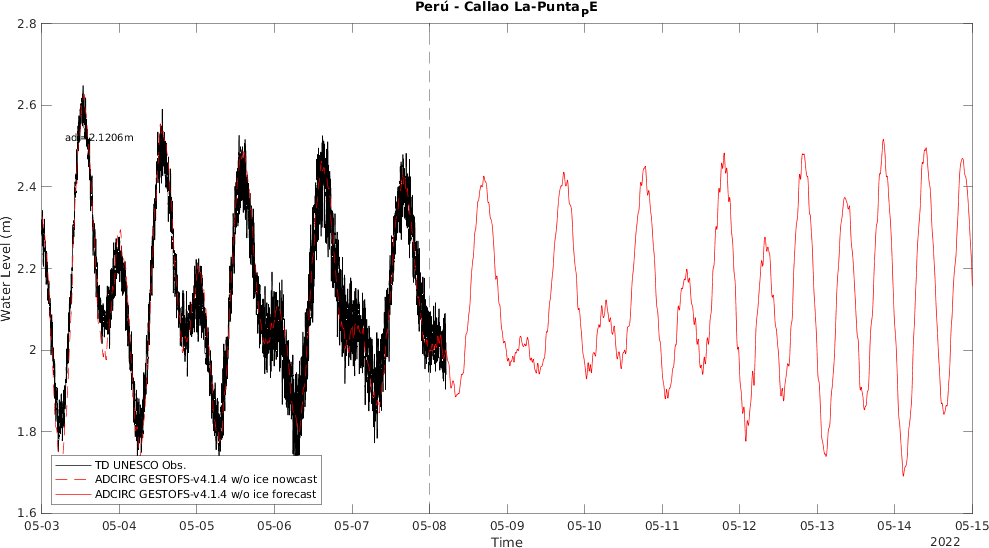 Perú - Callao La-PuntaPE
2.8
2.6
2.4
2.2
2
1.8
1.6
Water Level (m)
adj=2.1206m
TD UNESCO Obs.
ADCIRC GESTOFS-v4.1.4 w/o ice nowcast
ADCIRC GESTOFS-v4.1.4 w/o ice forecast
05-03 05-04 05-05 05-06 05-07 05-08 05-09 05-10 05-11 05-12 05-13 05-14 05-15
Time
2022